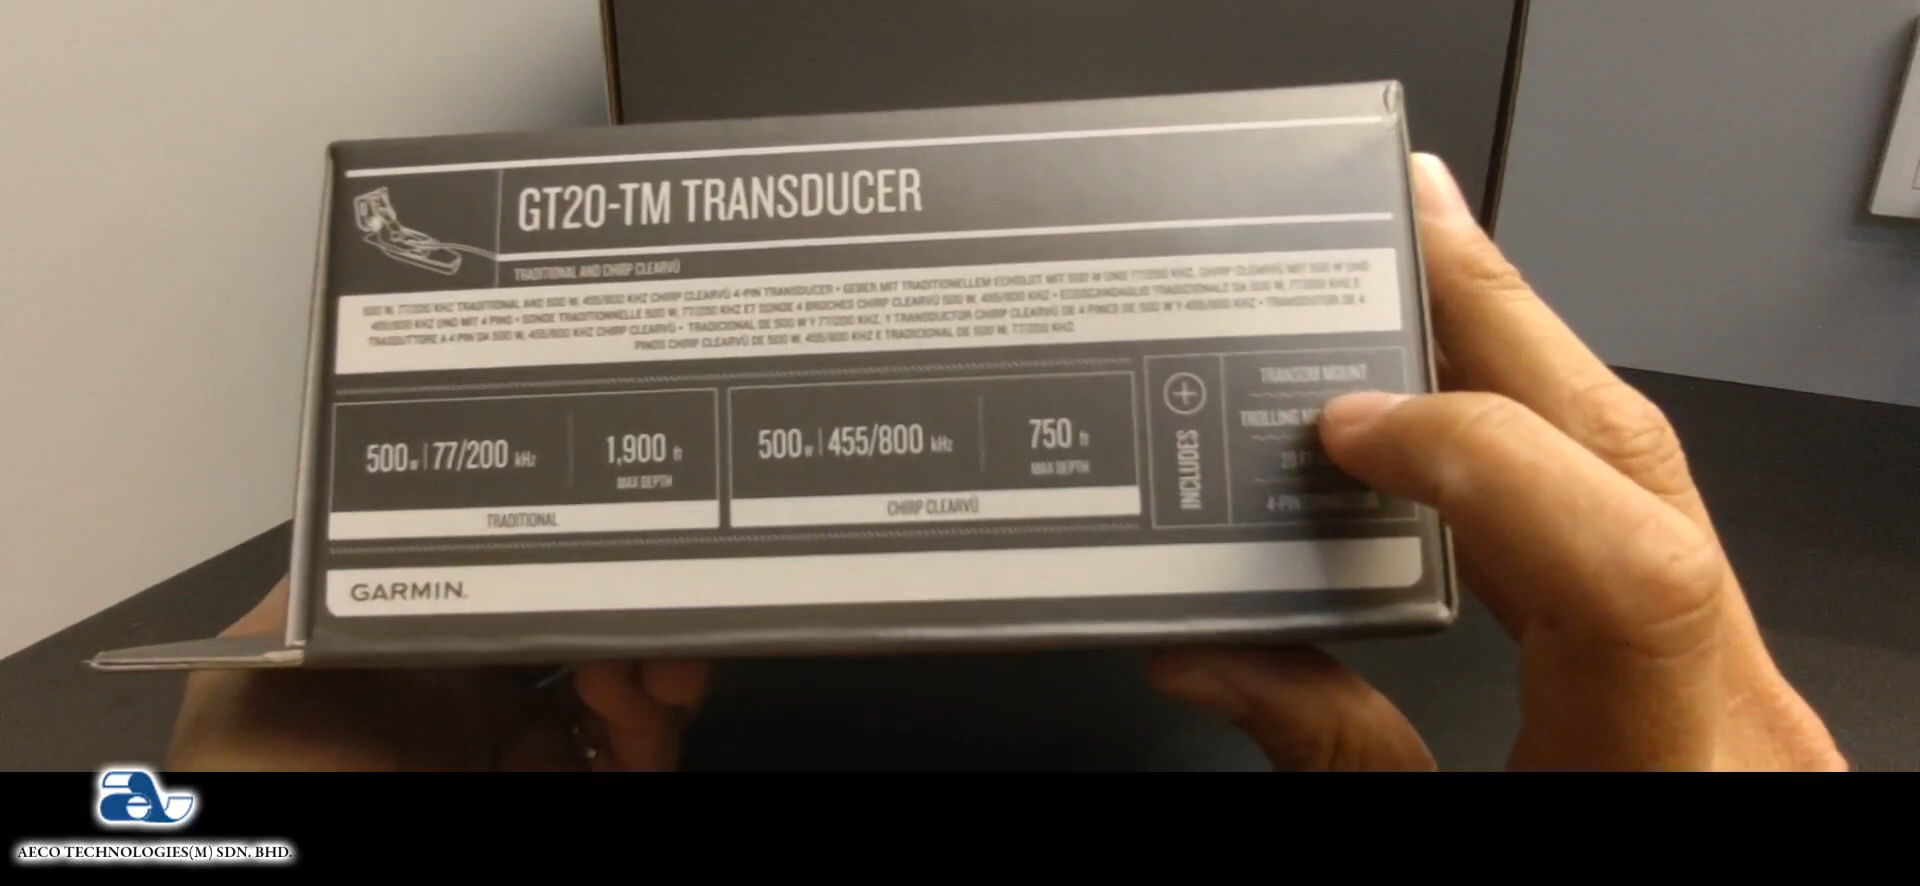 GT20-TM TRANSDUCER
TRADITIONAL AND CHIRP CLEARVÜ
500 W, 77/200 KHZ TRADITIONAL AND 500 W, 455/800 KHZ CHIRP CLEARVÜ 4-PIN TRANSDUCER • GEBER MIT TRADITIONELLEM ECHOLOT MIT 500 W UND 77/200 KHZ, CHIRP CLEARVÜ MIT 500 W UND
455/800 KHZ UND MIT 4 PINS • SONDE TRADITIONNELLE 500 W, 77/200 KHZ ET SONDE 4 BROCHES CHIRP CLEARVÜ 500 W, 455/800 KHZ • ECOSCANDAGLIO TRADIZIONALE DA 500 W, 77/200 KHZ E
TRASDUTTORE A 4 PIN DA 500 W, 455/800 KHZ CHIRP CLEARVÜ • TRADICIONAL DE 500 W Y 77/200 KHZ, Y TRANSDUCTOR CHIRP CLEARVÜ DE 4 PINES DE 500 W Y 455/800 KHZ • TRANSDUTOR DE 4
PINOS CHIRP CLEARVÜ DE 500 W, 455/800 KHZ E TRADICIONAL DE 500 W, 77/200 KHZ
500 W | 77/200 kHz
1,900 ft
MAX DEPTH
TRADITIONAL
500 W | 455/800 kHz
750 ft
MAX DEPTH
CHIRP CLEARVÜ
INCLUDES
TRANSOM MOUNT
TROLLING
20 FT
4-PIN
GARMIN
AECO TECHNOLOGIES(M) SDN. BHD.